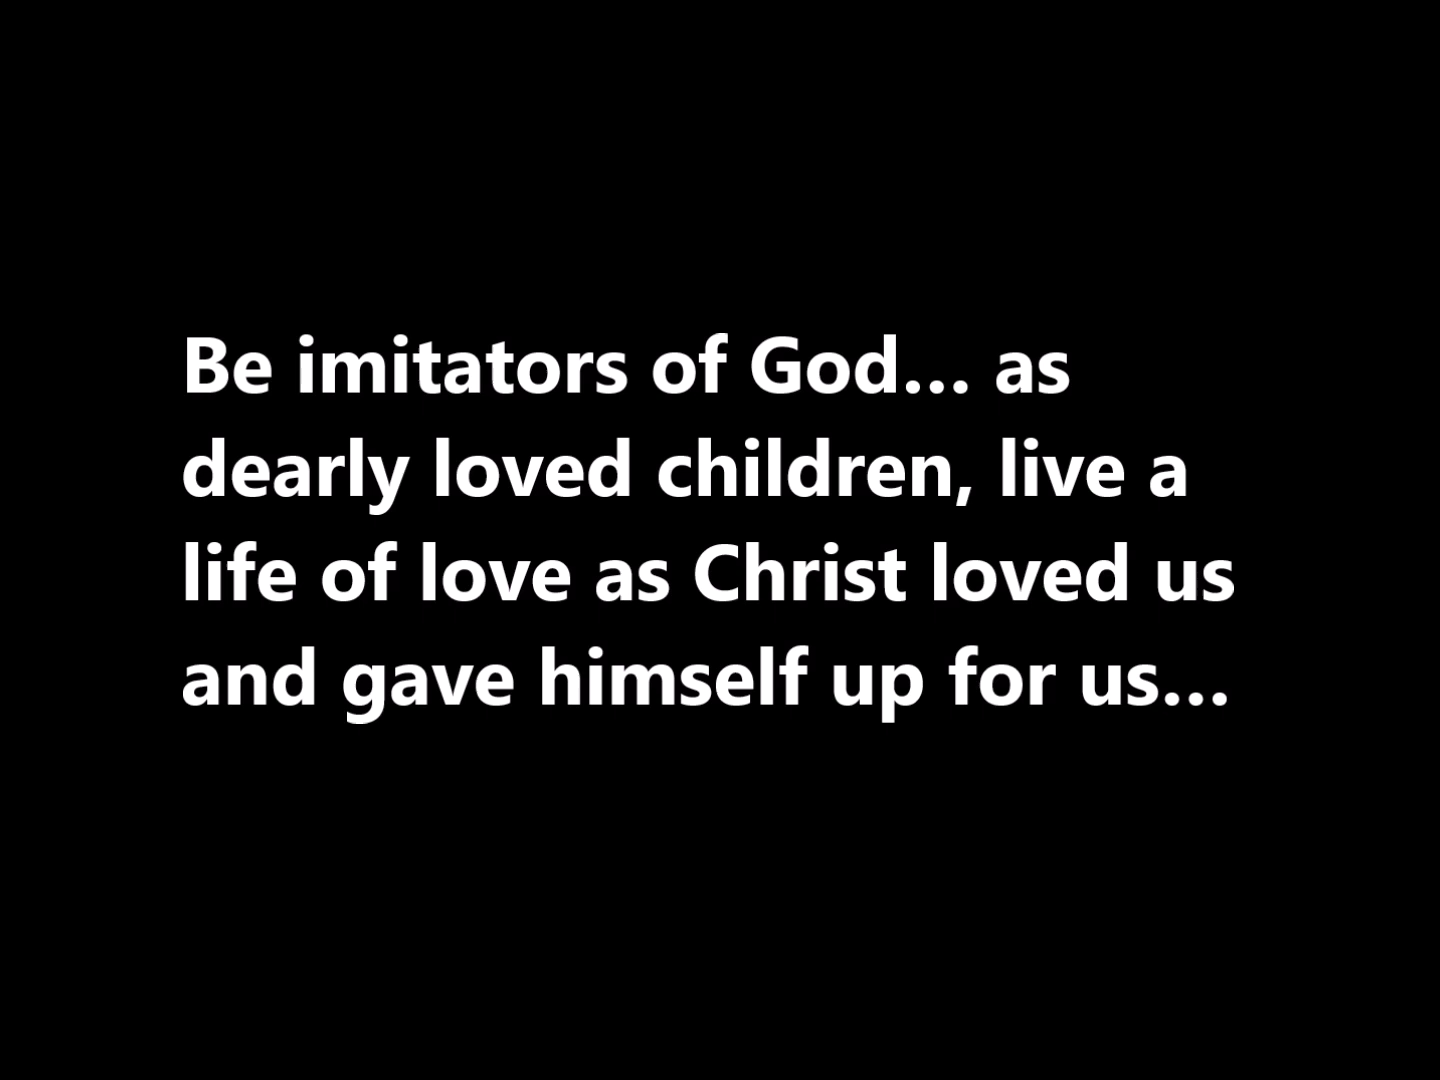 Be imitators of God… as
dearly loved children, live a
life of love as Christ loved us
and gave himself up for us…